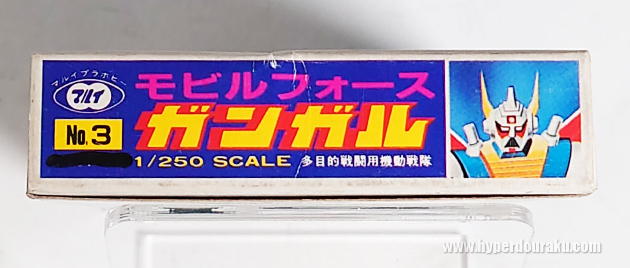 マルイプラホビー
マルイ
モビルフォース
ガンガル
No.3
1/250 SCALE 多目的戦闘用機動戦隊
www.hyperdouraku.com